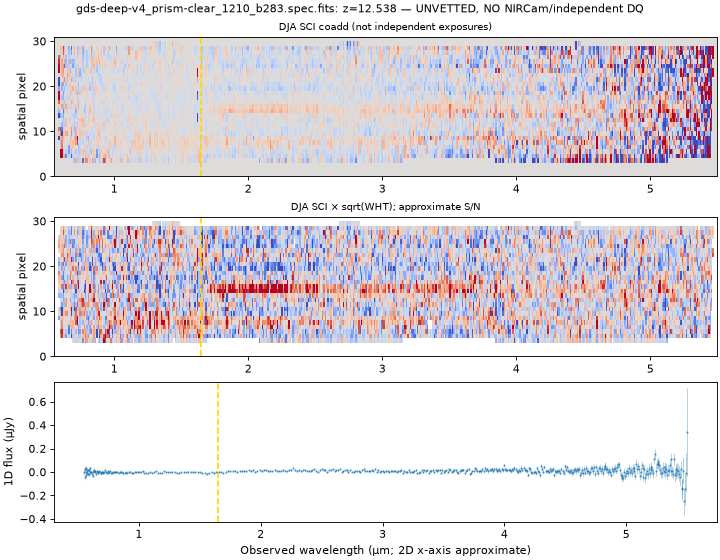 gds-deep-v4_prism-clear_1210_b283.spec.fits: z=12.538 — UNVETTED, NO NIRCam/independent DQ
DJA SCI coadd (not independent exposures)
spatial pixel
30
20
10
0
1 2 3 4 5
DJA SCI × sqrt(WHT); approximate S/N
spatial pixel
30
20
10
0
1 2 3 4 5
1D flux (μJy)
0.6
0.4
0.2
0.0
−0.2
−0.4
1 2 3 4 5
Observed wavelength (μm; 2D x-axis approximate)